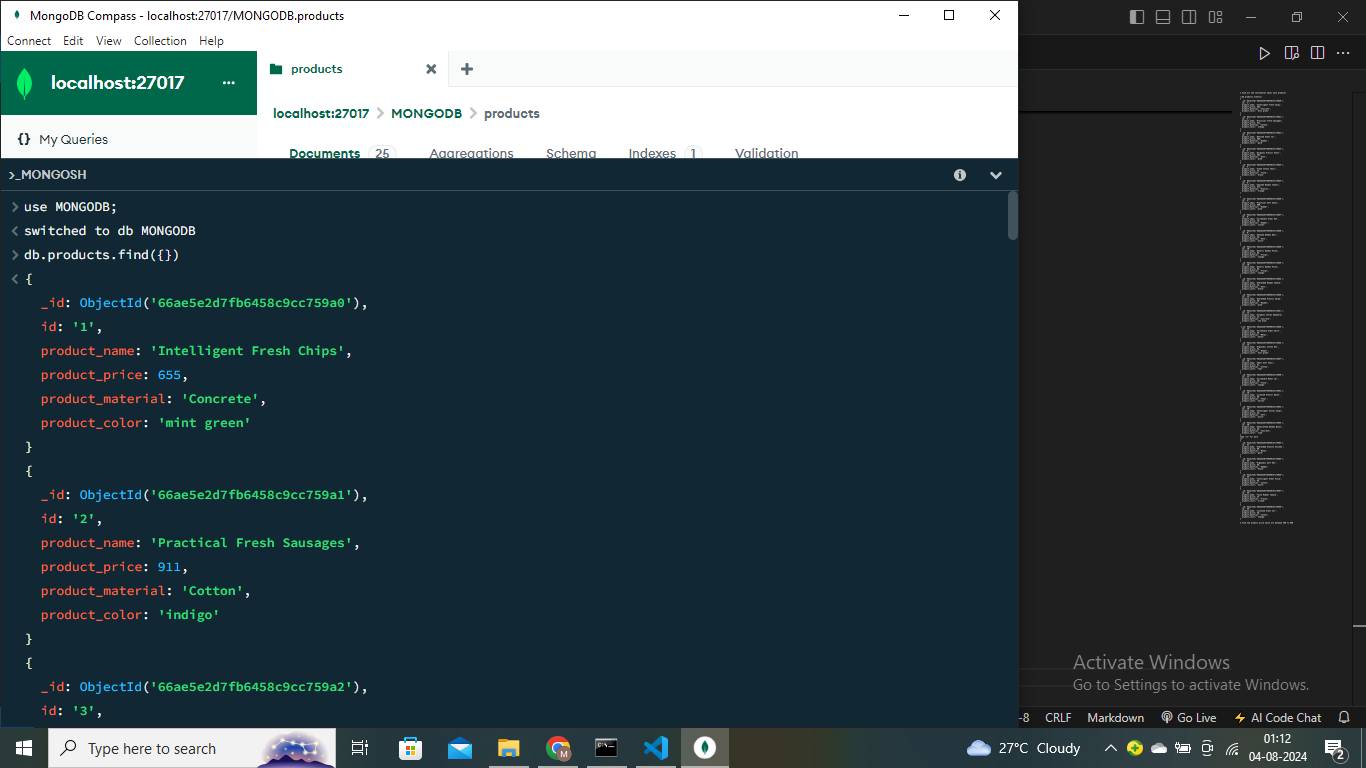 MongoDB Compass - localhost:27017/MONGODB.products
Connect Edit View Collection Help
localhost:27017 ...
products
localhost:27017 > MONGODB > products
{} My Queries
Documents 25 Aggregations Schema Indexes 1 Validation
>_MONGOSH
> use MONGODB;
< switched to db MONGODB
> db.products.find({})
< {
_id: ObjectId('66ae5e2d7fb6458c9cc759a0'),
id: '1',
product_name: 'Intelligent Fresh Chips',
product_price: 655,
product_material: 'Concrete',
product_color: 'mint green'
}
{
_id: ObjectId('66ae5e2d7fb6458c9cc759a1'),
id: '2',
product_name: 'Practical Fresh Sausages',
product_price: 911,
product_material: 'Cotton',
product_color: 'indigo'
}
{
_id: ObjectId('66ae5e2d7fb6458c9cc759a2'),
id: '3',
Activate Windows
Go to Settings to activate Windows.
-8 CRLF Markdown Go Live AI Code Chat
Type here to search
27°C Cloudy
01:12
04-08-2024
2